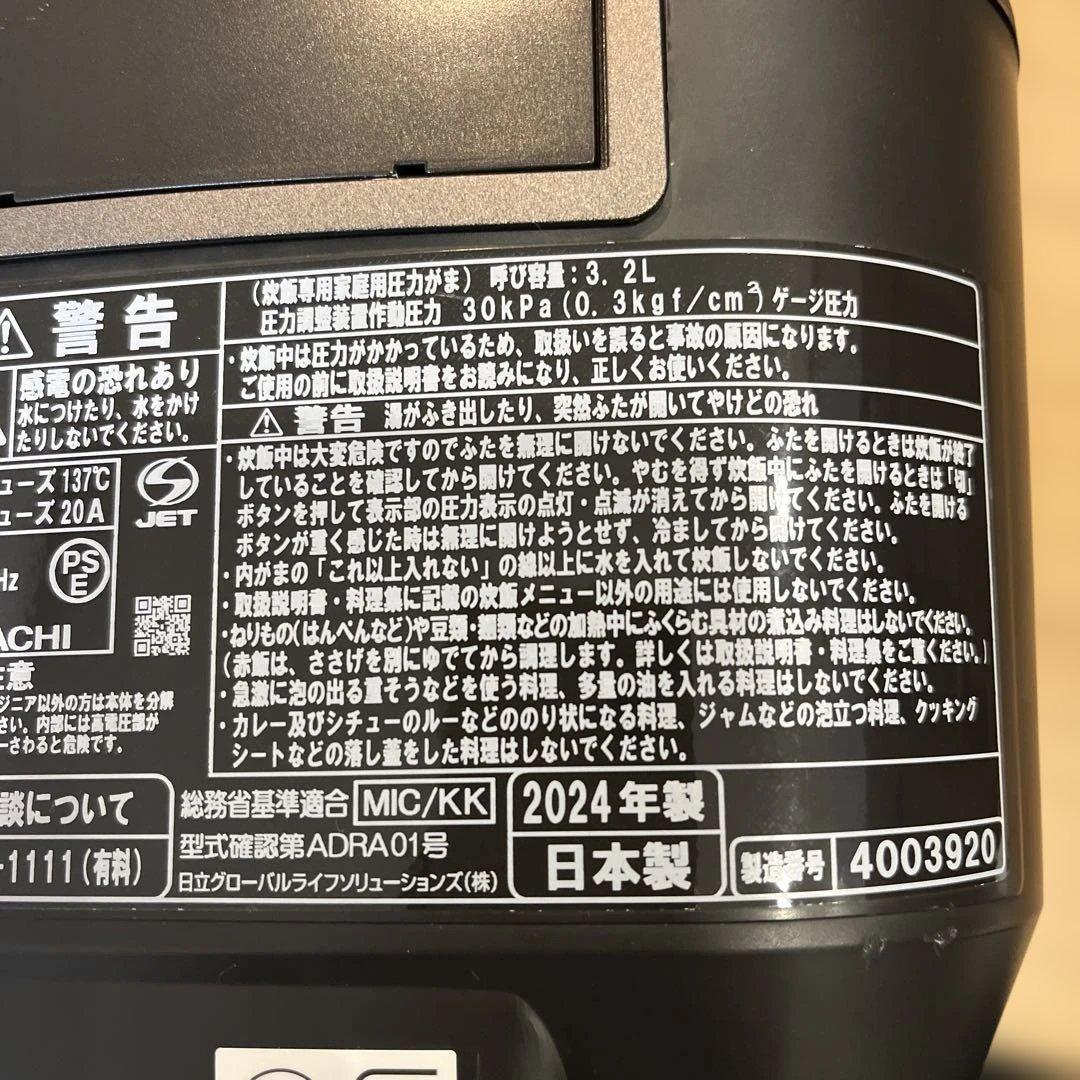 警告
感電の恐れあり
水につけたり、水をかけ
たりしないでください。
ューズ 137℃
ューズ 20A
JET
Hz
PS
E
ACHI
注意
ジニア以外の方は本体を分解
さい。内部には高電圧部が
ーさわると危険です。
談について
-1111(有料)
(炊飯専用家庭用圧力がま) 呼び容量:3.2L
圧力調整装置作動圧力 30kPa(0.3kgf/cm²)ゲージ圧力
・炊飯中は圧力がかかっているため、取扱いを誤ると事故の原因になります。
ご使用の前に取扱説明書をお読みになり、正しくお使いください。
警告 湯がふき出したり、突然ふたが開いてやけどの恐れ
・炊飯中は大変危険ですのでふたを無理に開けないでください。ふたを開けるときは炊飯が終了
していることを確認してから開けてください。やむを得ず炊飯中にふたを開けるときは「切」
ボタンを押して表示部の圧力表示の点灯・点滅が消えてから開けてください。ふたを開ける
ボタンが重く感じた時は無理に開けようとせず、冷ましてから開けてください。
・内がまの「これ以上入れない」の線以上に水を入れて炊飯しないでください。
・取扱説明書・料理集に記載の炊飯メニュー以外の用途には使用しないでください。
・ねりもの(はんぺんなど)や豆類・麺類などの加熱中にふくらむ具材の煮込み料理はしないでください。
(赤飯は、ささげを別にゆでてから調理します。詳しくは取扱説明書・料理集をご覧ください。)
・急激に泡の出る重そうなどを使う料理、多量の油を入れる料理はしないでください。
・カレー及びシチューのルーなどののり状になる料理、ジャムなどの泡立つ料理、クッキング
シートなどの落し蓋をした料理はしないでください。
総務省基準適合 MIC/KK
型式確認第ADRA01号
日立グローバルライフソリューションズ(株)
2024年製
日本製
製造番号 4003920